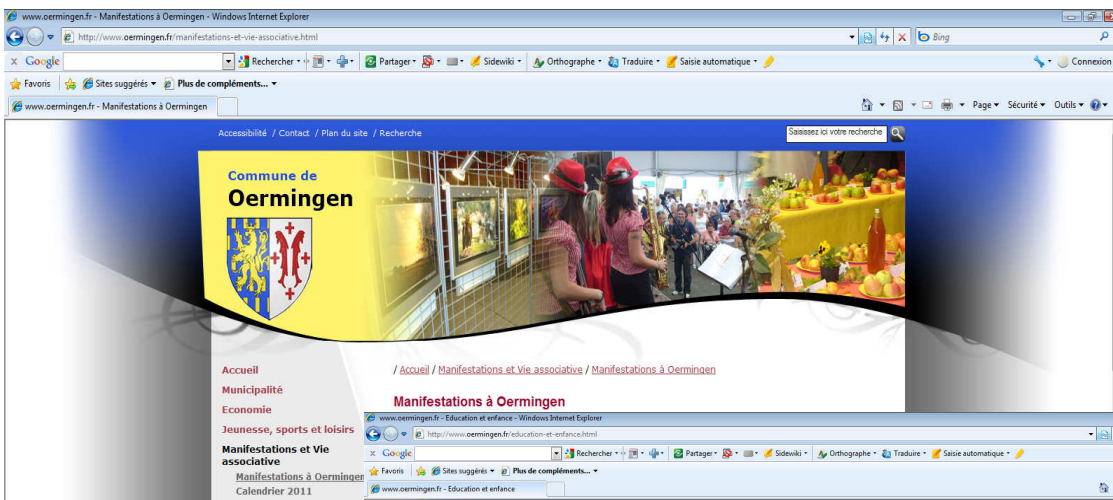 www.oermingen.fr - Manifestations à Oermingen - Windows Internet Explorer
http://www.oermingen.fr/manifestations-et-vie-associative.html
Bing
x Google Rechercher Partager Sidewiki Orthographe Traduire Saisie automatique Connexion
Favoris Sites suggérés Plus de compléments...
www.oermingen.fr - Manifestations à Oermingen Page Sécurité Outils
Accessibilité / Contact / Plan du site / Recherche
Saisissez ici votre recherche
Commune de
Oermingen
Accueil
Municipalité
Economie
Jeunesse, sports et loisirs
Manifestations et Vie
associative
Manifestations à Oermingen
Calendrier 2011
/ Accueil / Manifestations et Vie associative / Manifestations à Oermingen
Manifestations à Oermingen
www.oermingen.fr - Education et enfance - Windows Internet Explorer
http://www.oermingen.fr/education-et-enfance.html
x Google Rechercher Partager Sidewiki Orthographe Traduire Saisie automatique
Favoris Sites suggérés Plus de compléments...
www.oermingen.fr - Education et enfance